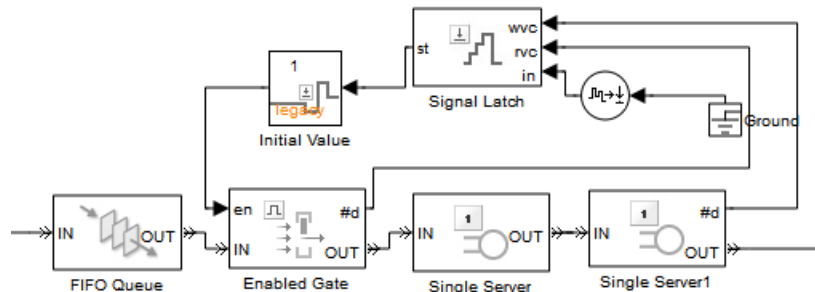 wvc
st
rvc
in
1
legacy
Initial Value
Signal Latch
Ground
en
#d
IN
OUT
FIFO Queue
IN
OUT
Enabled Gate
1
IN
OUT
Single Server
1
#d
IN
OUT
Single Server1